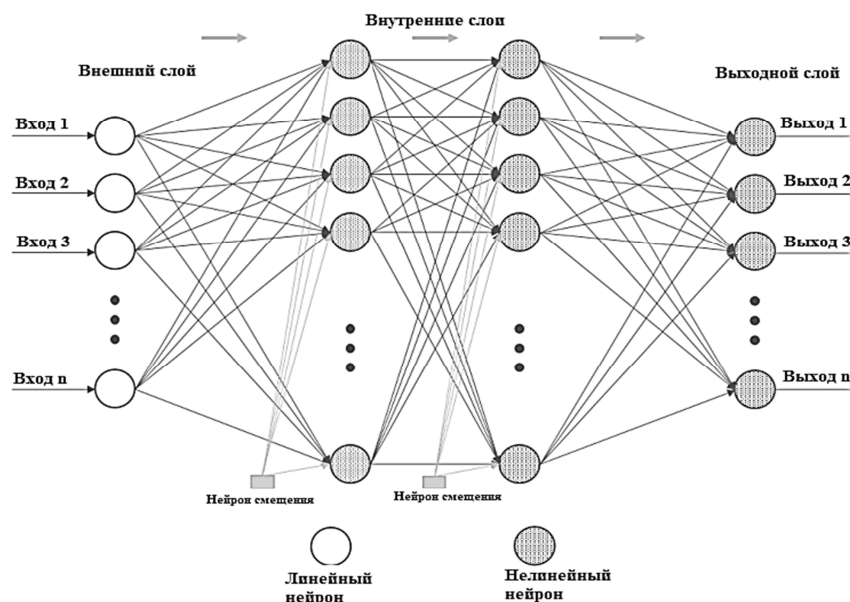 Внутренние слои
Внешний слой
Выходной слой
Вход 1
Выход 1
Вход 2
Выход 2
Вход 3
Выход 3
Вход n
Выход n
Нейрон смещения
Нейрон смещения
Линейный
нейрон
Нелинейный
нейрон